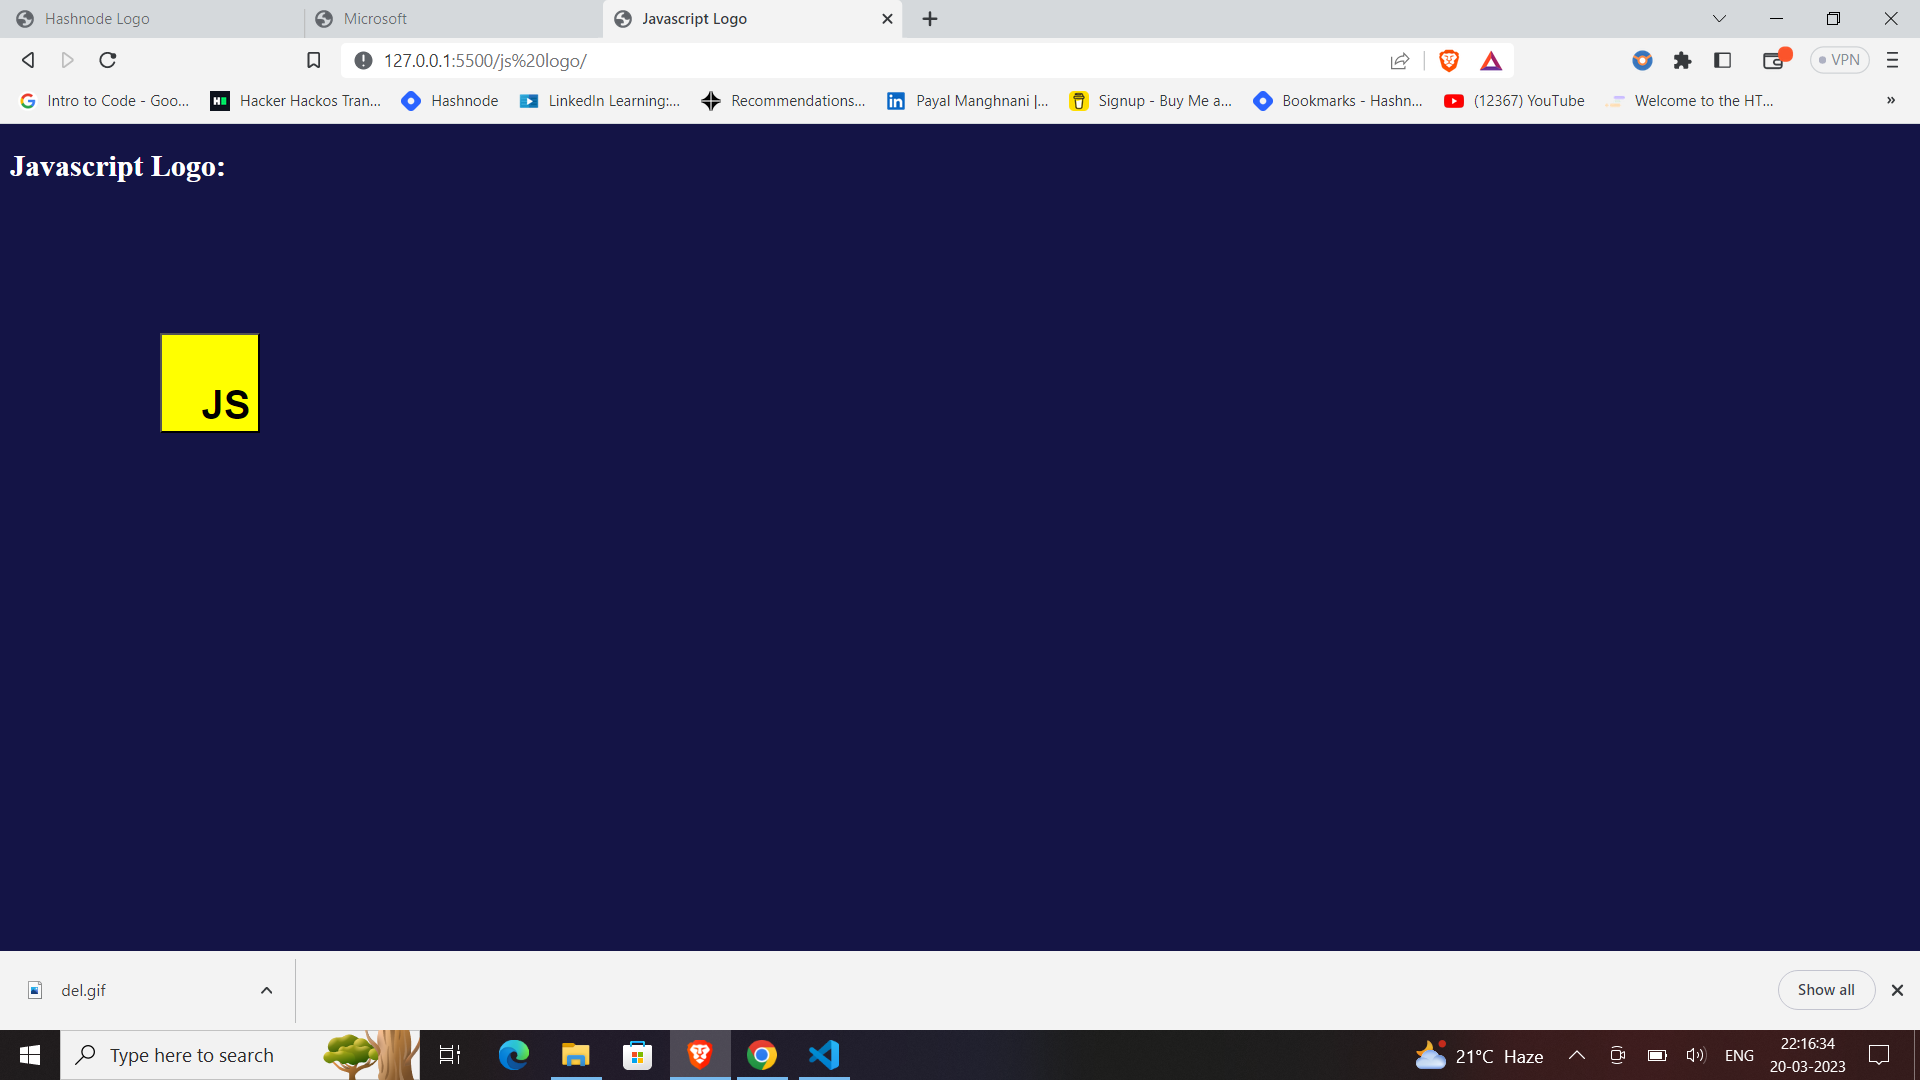 Hashnode Logo
Microsoft
Javascript Logo
127.0.0.1:5500/js%20logo/
VPN
Intro to Code - Goo...
Hacker Hackos Tran...
Hashnode
LinkedIn Learning:...
Recommendations...
Payal Manghnani |...
Signup - Buy Me a...
Bookmarks - Hashn...
(12367) YouTube
Welcome to the HT...
»
Javascript Logo:
JS
del.gif
Show all
Type here to search
21°C Haze
ENG
22:16:34
20-03-2023